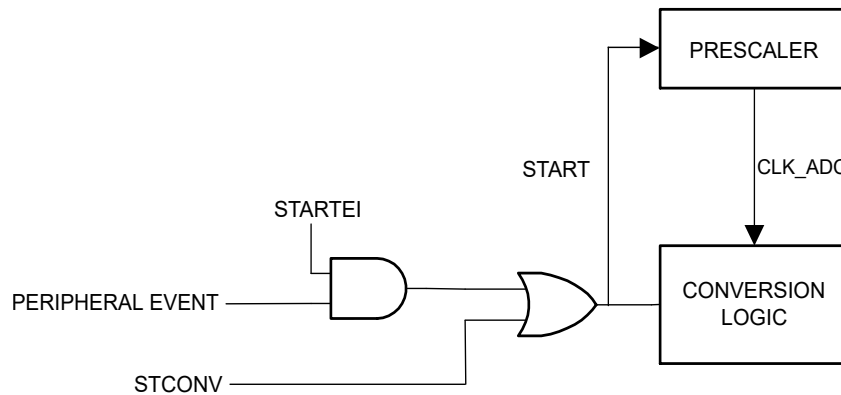 PRESCALER
START
CLK_ADC
STARTEI
PERIPHERAL EVENT
CONVERSION
LOGIC
STCONV